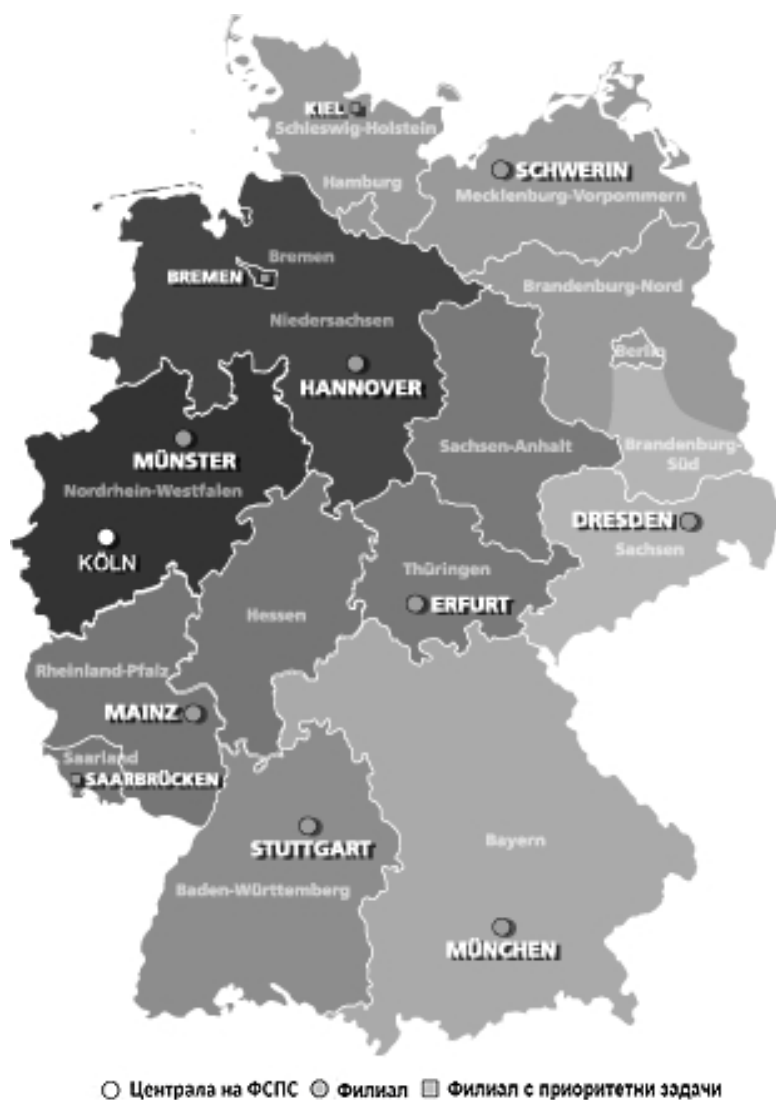 KIEL
Schleswig-Holstein
SCHWERIN
Hamburg
Mecklenburg-Vorpommern
Bremen
BREMEN
Brandenburg-Nord
Niedersachsen
Berlin
HANNOVER
Sachsen-Anhalt
Brandenburg-
Süd
MÜNSTER
Nordrhein-Westfalen
DRESDEN
Sachsen
KÖLN
Thüringen
ERFURT
Hessen
Rheinland-Pfalz
MAINZ
Saarland
SAARBRÜCKEN
STUTTGART
Bayern
Baden-Württemberg
MÜNCHEN
Централа на ФСПС Филиал Филиал с приоритетни задачи